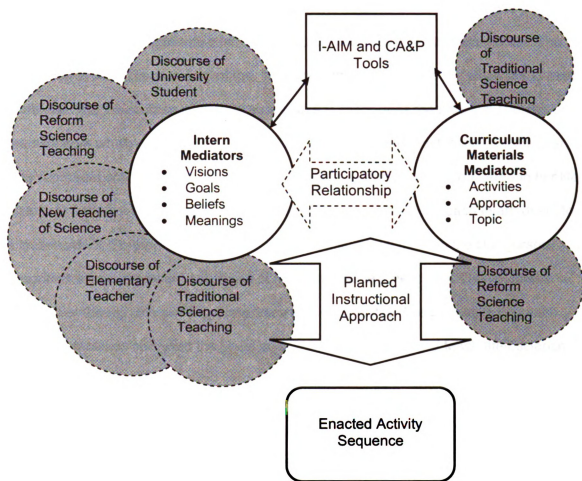 I-AIM and CA&P
Tools
Discourse of
University
Student
Discourse
of
Traditional
Science
Teaching
Discourse of
Reform
Science
Teaching
Intern
Mediators
• Visions
• Goals
• Beliefs
• Meanings
Participatory
Relationship
Curriculum
Materials
Mediators
• Activities
• Approach
• Topic
Discourse of
New Teacher
of Science
Discourse of
Elementary
Teacher
Discourse of
Traditional
Science
Teaching
Planned
Instructional
Approach
Discourse of
Reform
Science
Teaching
Enacted Activity
Sequence